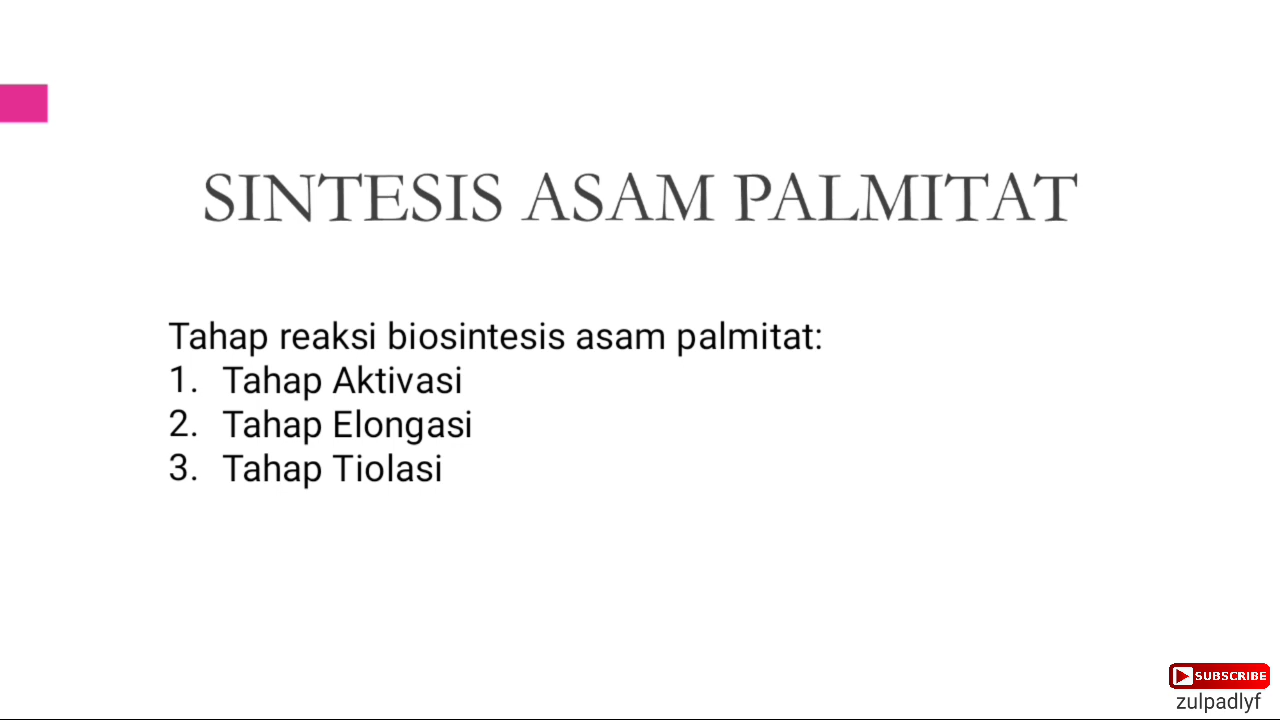 SINTESIS ASAM PALMITAT
Tahap reaksi biosintesis asam palmitat:
1. Tahap Aktivasi
2. Tahap Elongasi
3. Tahap Tiolasi
SUBSCRIBE
zulpadlyf